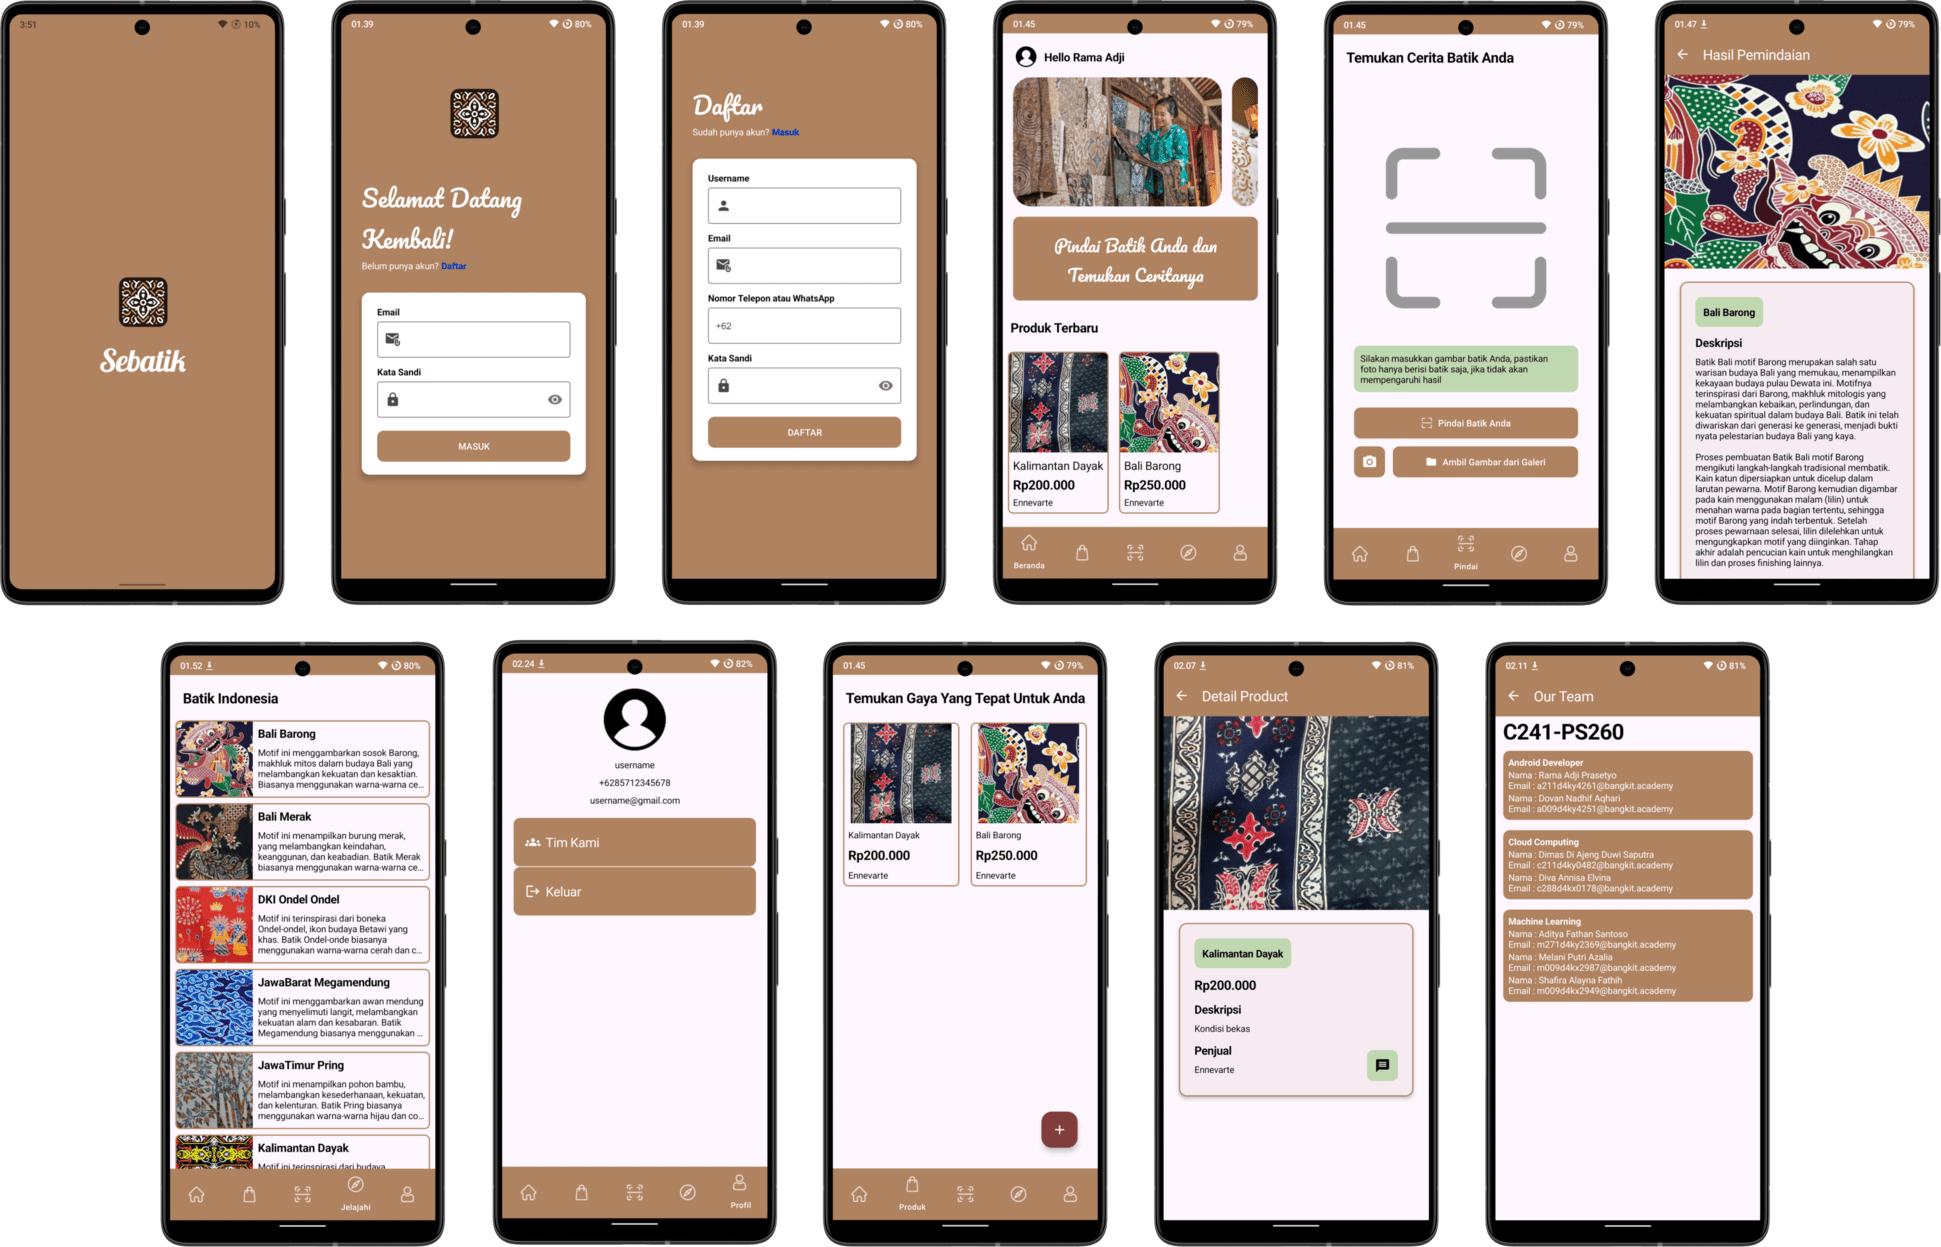 3:51
10%
Sebatik
01.39
80%
Selamat Datang
Kembali!
Belum punya akun? Daftar
Email
Kata Sandi
MASUK
01.39
80%
Daftar
Sudah punya akun? Masuk
Username
Email
Nomor Telepon atau WhatsApp
+62
Kata Sandi
DAFTAR
01.45
79%
Hello Rama Adji
Pindai Batik Anda dan
Temukan Ceritanya
Produk Terbaru
Kalimantan Dayak
Rp200.000
Ennevarte
Bali Barong
Rp250.000
Ennevarte
Beranda
01.45
79%
Temukan Cerita Batik Anda
Silakan masukkan gambar batik Anda, pastikan
foto hanya berisi batik saja, jika tidak akan
mempengaruhi hasil
Pindai Batik Anda
Ambil Gambar dari Galeri
Pindai
01.47
79%
Hasil Pemindaian
Bali Barong
Deskripsi
Batik Bali motif Barong merupakan salah satu
warisan budaya Bali yang memukau, menampilkan
kekayaan budaya pulau Dewata ini. Motifnya
terinspirasi dari Barong, makhluk mitologis yang
melambangkan kebaikan, perlindungan, dan
kekuatan spiritual dalam budaya Bali. Batik ini telah
diwariskan dari generasi ke generasi, menjadi bukti
nyata pelestarian budaya Bali yang kaya.
Proses pembuatan Batik Bali motif Barong
mengikuti langkah-langkah tradisional membatik.
Kain katun dipersiapkan untuk dicelup dalam
larutan pewarna. Motif Barong kemudian digambar
pada kain menggunakan malam (lilin) untuk
menahan warna pada bagian tertentu, sehingga
motif Barong yang indah terbentuk. Setelah
proses pewarnaan selesai, lilin dilelehkan untuk
mengungkapkan motif yang diinginkan. Tahap
akhir adalah pencucian kain untuk menghilangkan
lilin dan proses finishing lainnya.
01.52
80%
Batik Indonesia
Bali Barong
Motif ini menggambarkan sosok Barong,
makhluk mitos dalam budaya Bali yang
melambangkan kekuatan dan kesaktian.
Biasanya menggunakan warna-warna ce...
Bali Merak
Motif ini menampilkan burung merak,
yang melambangkan keindahan,
keanggunan, dan keabadian. Batik Merak
biasanya menggunakan warna-warna ce...
DKI Ondel Ondel
Motif ini terinspirasi dari boneka
Ondel-ondel, ikon budaya Betawi yang
khas. Batik Ondel-onde biasanya
menggunakan warna-warna cerah dan c...
JawaBarat Megamendung
Motif ini menggambarkan awan mendung
yang menyelimuti langit, melambangkan
kekuatan alam dan kesabaran. Batik
Megamendung biasanya menggunakan ...
JawaTimur Pring
Motif ini menampilkan pohon bambu,
melambangkan kesederhanaan, kekuatan,
dan kelenturan. Batik Pring biasanya
menggunakan warna-warna hijau dan co...
Kalimantan Dayak
Motif ini terinspirasi dari budaya
Jelajahi
02.24
82%
username
+6285712345678
username@gmail.com
Tim Kami
Keluar
Profil
01.45
79%
Temukan Gaya Yang Tepat Untuk Anda
Kalimantan Dayak
Rp200.000
Ennevarte
Bali Barong
Rp250.000
Ennevarte
+
Produk
02.07
81%
Detail Product
Kalimantan Dayak
Rp200.000
Deskripsi
Kondisi bekas
Penjual
Ennevarte
02.11
81%
Our Team
C241-PS260
Android Developer
Nama : Rama Adji Prasetyo
Email : a211d4ky4261@bangkit.academy
Nama : Dovan Nadhif Aqhari
Email : a009d4ky4251@bangkit.academy
Cloud Computing
Nama : Dimas Di Ajeng Duwi Saputra
Email : c211d4ky0482@bangkit.academy
Nama : Diva Annisa Elvina
Email : c288d4kx0178@bangkit.academy
Machine Learning
Nama : Aditya Fathan Santoso
Email : m271d4ky2369@bangkit.academy
Nama : Melani Putri Azalia
Email : m009d4kx2987@bangkit.academy
Nama : Shafira Alayna Fathih
Email : m009d4kx2949@bangkit.academy